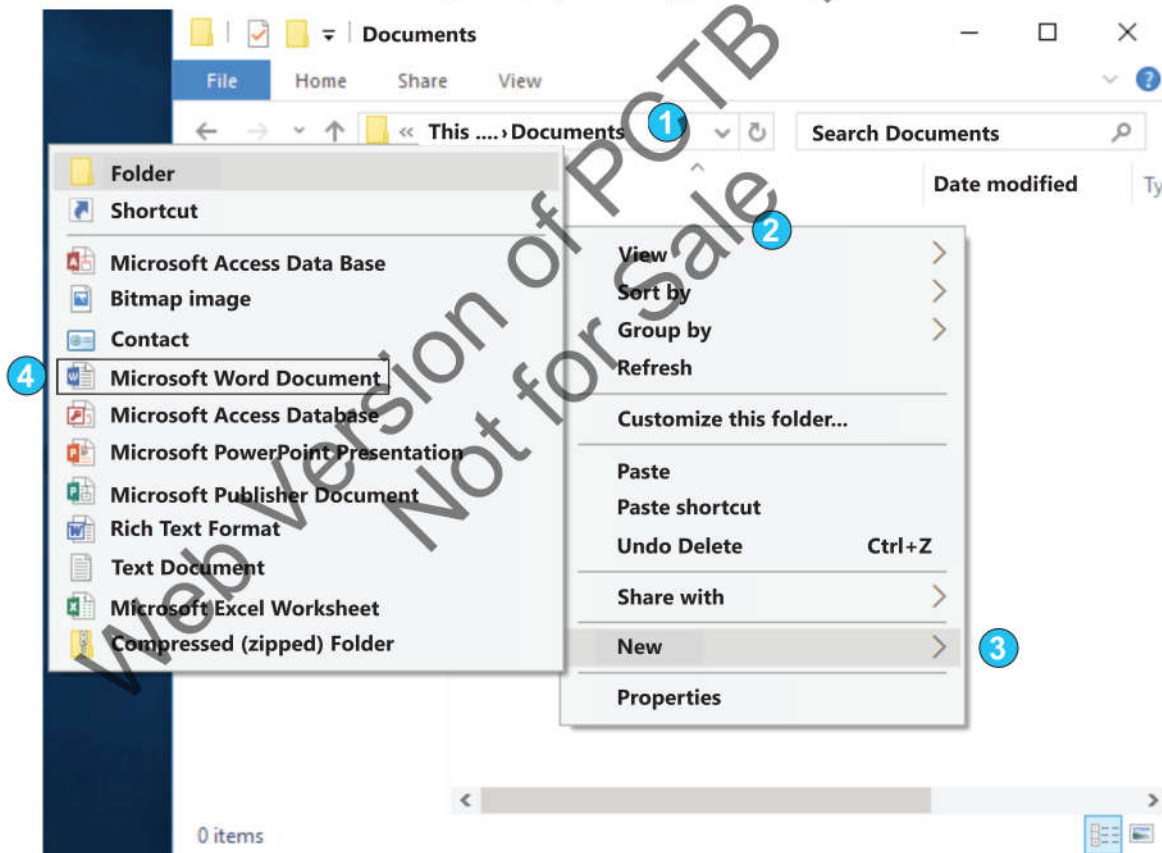 Documents
File Home Share View
« This .... › Documents 1 Search Documents
Date modified Ty
Folder
Shortcut
Microsoft Access Data Base
Bitmap image
Contact
4 Microsoft Word Document
Microsoft Access Database
Microsoft PowerPoint Presentation
Microsoft Publisher Document
Rich Text Format
Text Document
Microsoft Excel Worksheet
Compressed (zipped) Folder
2
View
Sort by
Group by
Refresh
Customize this folder...
Paste
Paste shortcut
Undo Delete Ctrl+Z
Share with
New 3
Properties
0 items
Web Version of PCTB
Not for Sale